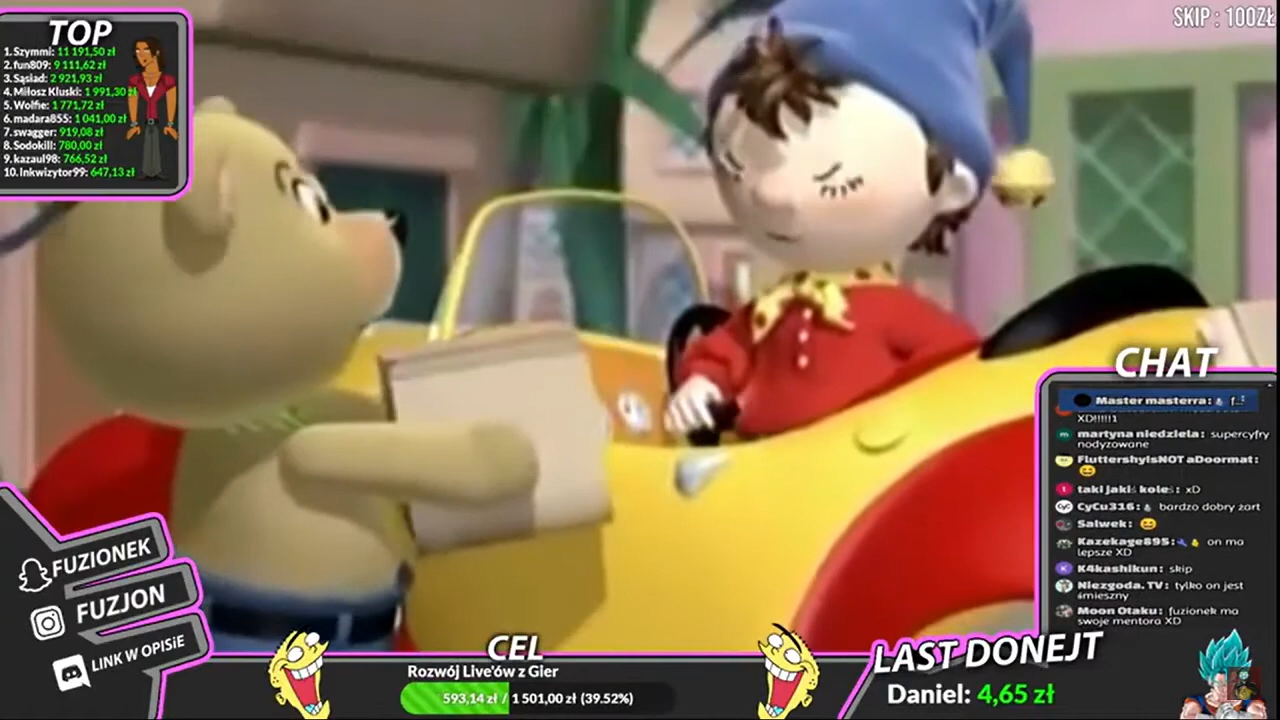 SKIP : 100ZŁ
TOP
1. Szymmi: 11 191,50 zł
2. fun809: 9 111,62 zł
3. Sąsiad: 2 921,93 zł
4. Miłosz Kluski: 1 991,30 zł
5. Wolfie: 1 771,72 zł
6. madara855: 1 041,00 zł
7. swagger: 919,08 zł
8. Sodokill: 780,00 zł
9. kazaul98: 766,52 zł
10. Inkwizytor99: 647,13 zł
CHAT
Master masterra:
XD!!!!!1
martyna niedziela: supercyfry
nodyzowane
FluttershyIsNOTaDoormat:
😄
taki jakiś koleś: xD
CyCu316: bardzo dobry żart
Salwek: 😄
Kazekage895: on ma
lepsze XD
K4kashikun: skip
Niezgoda. TV: tylko on jest
śmieszny
Moon Otaku: fuzionek ma
swoje mentora XD
FUZIONEK
FUZJON
LINK W OPISiE
CEL
Rozwój Live'ów z Gier
593,14 zł / 1 501,00 zł (39.52%)
LAST DONEJT
Daniel: 4,65 zł